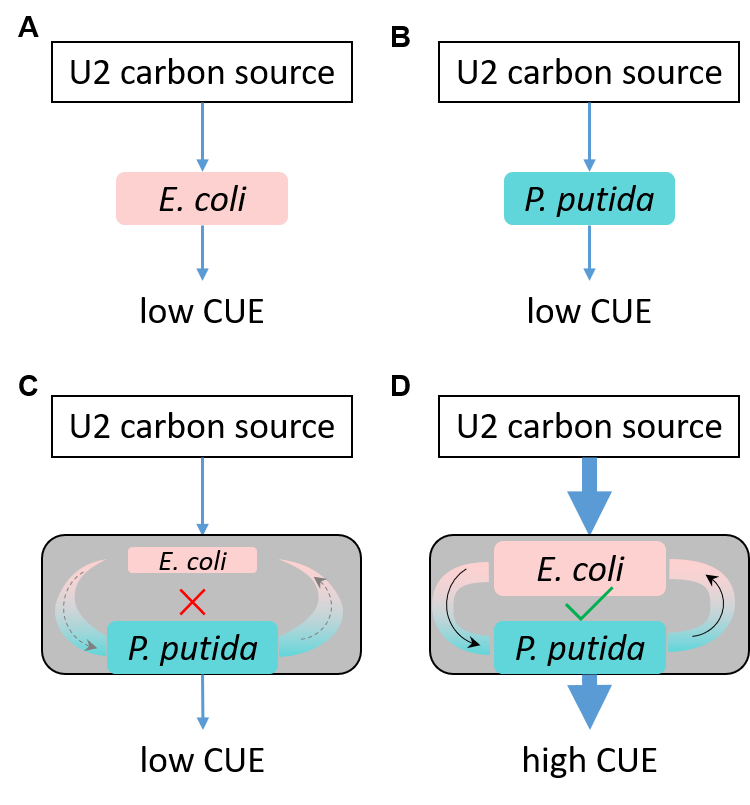 A
U2 carbon source
E. coli
low CUE
B
U2 carbon source
P. putida
low CUE
C
U2 carbon source
E. coli
P. putida
low CUE
D
U2 carbon source
E. coli
P. putida
high CUE